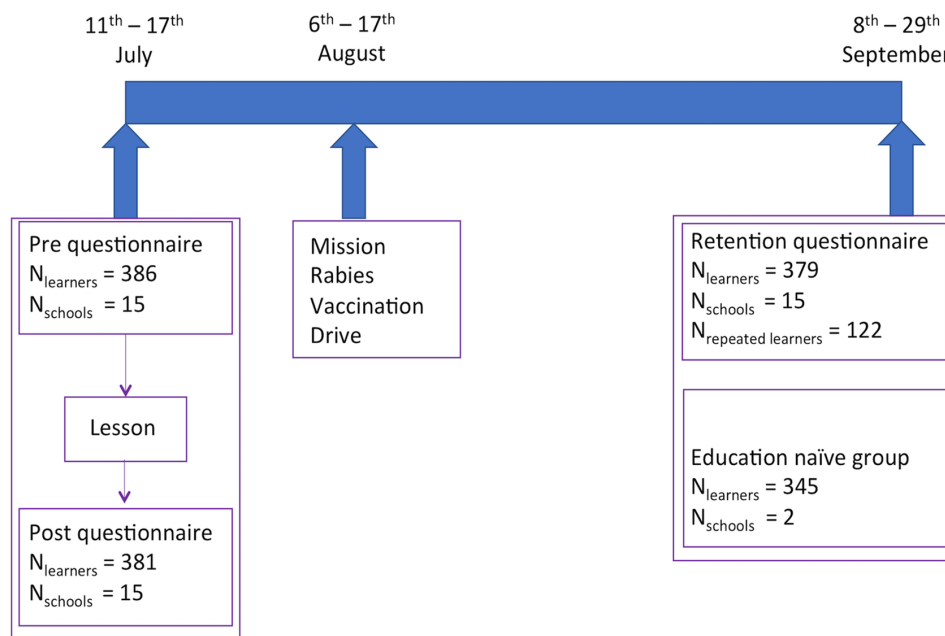 11th – 17th
July
6th – 17th
August
8th – 29th
September
Pre questionnaire
Nlearners = 386
Nschools = 15
Lesson
Post questionnaire
Nlearners = 381
Nschools = 15
Mission
Rabies
Vaccination
Drive
Retention questionnaire
Nlearners = 379
Nschools = 15
Nrepeated learners = 122
Education naïve group
Nlearners = 345
Nschools = 2